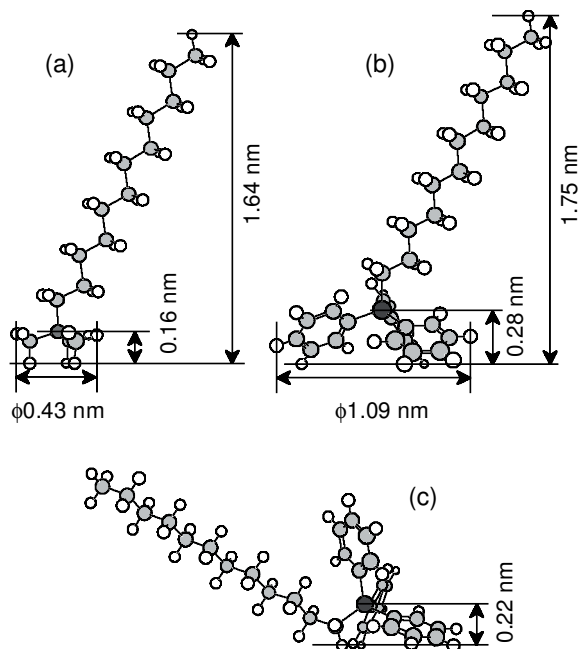 (a)
(b)
1.64 nm
1.75 nm
0.16 nm
0.28 nm
ϕ0.43 nm
ϕ1.09 nm
(c)
0.22 nm